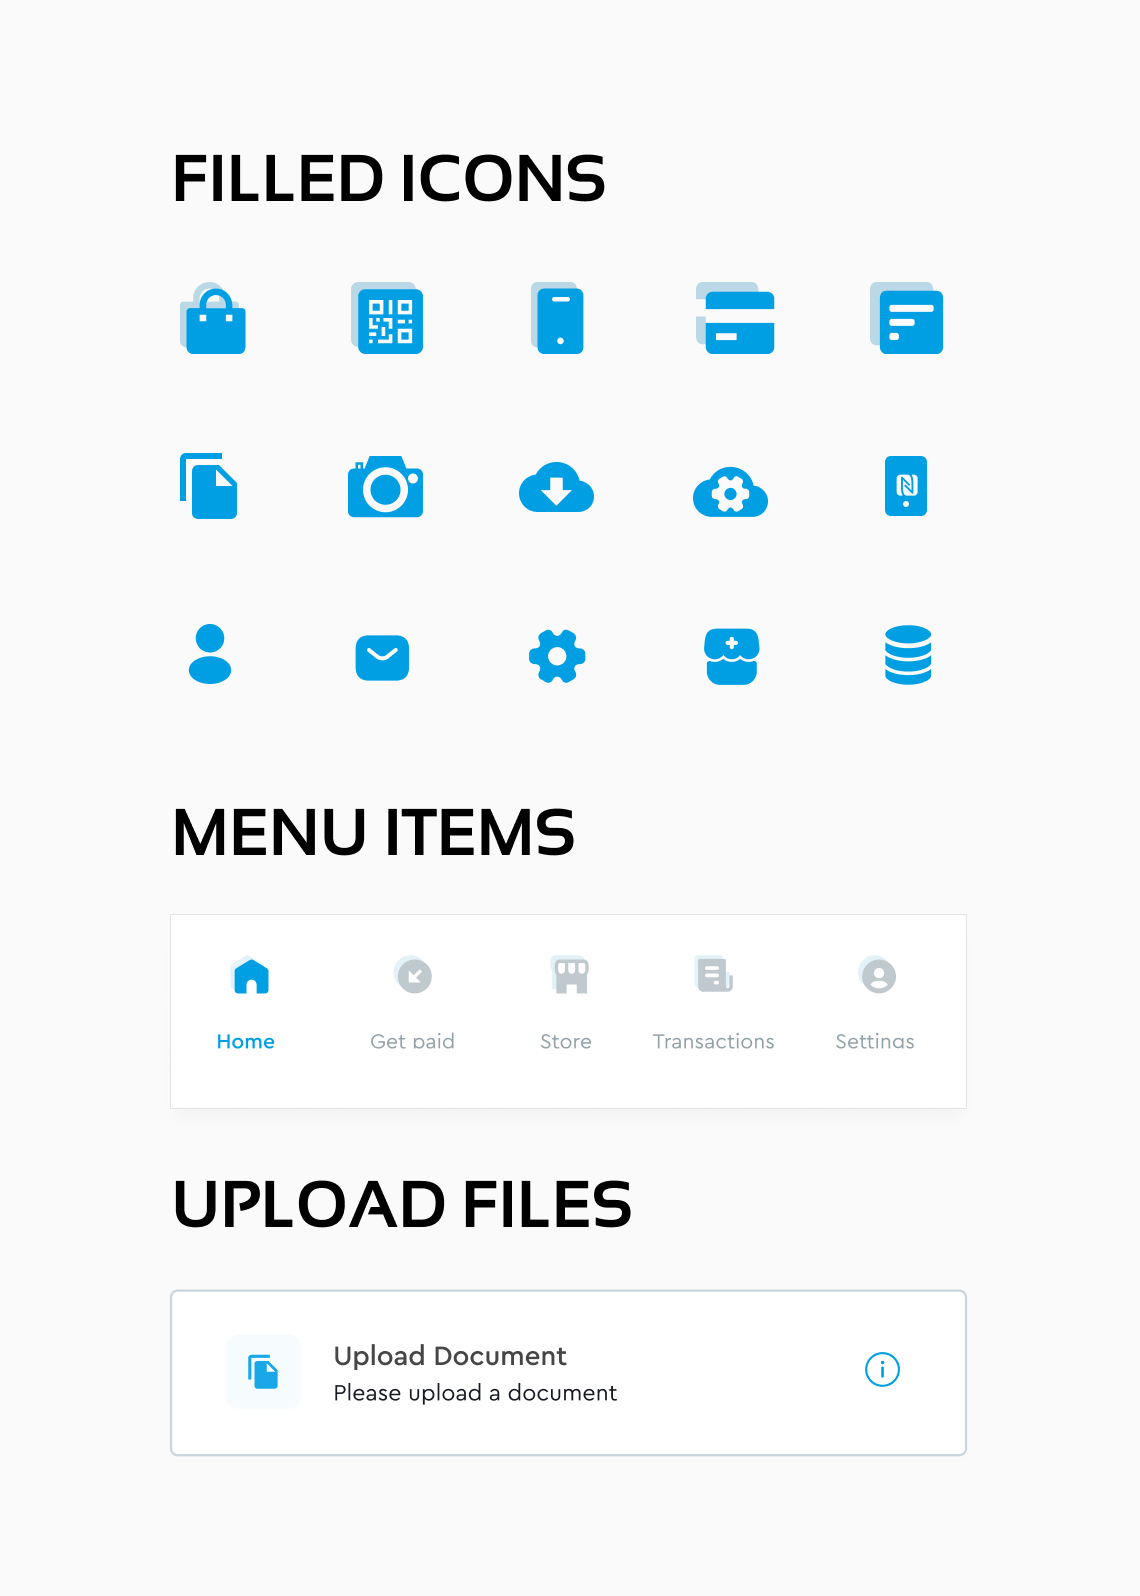 FILLED ICONS
MENU ITEMS
Home Get paid Store Transactions Settings
UPLOAD FILES
Upload Document
Please upload a document